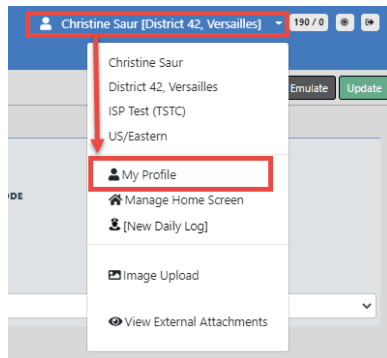 Christine Saur [District 42, Versailles]
190 / 0
Christine Saur
District 42, Versailles
ISP Test (TSTC)
US/Eastern
Emulate
Update
My Profile
ODE
Manage Home Screen
[New Daily Log]
Image Upload
View External Attachments